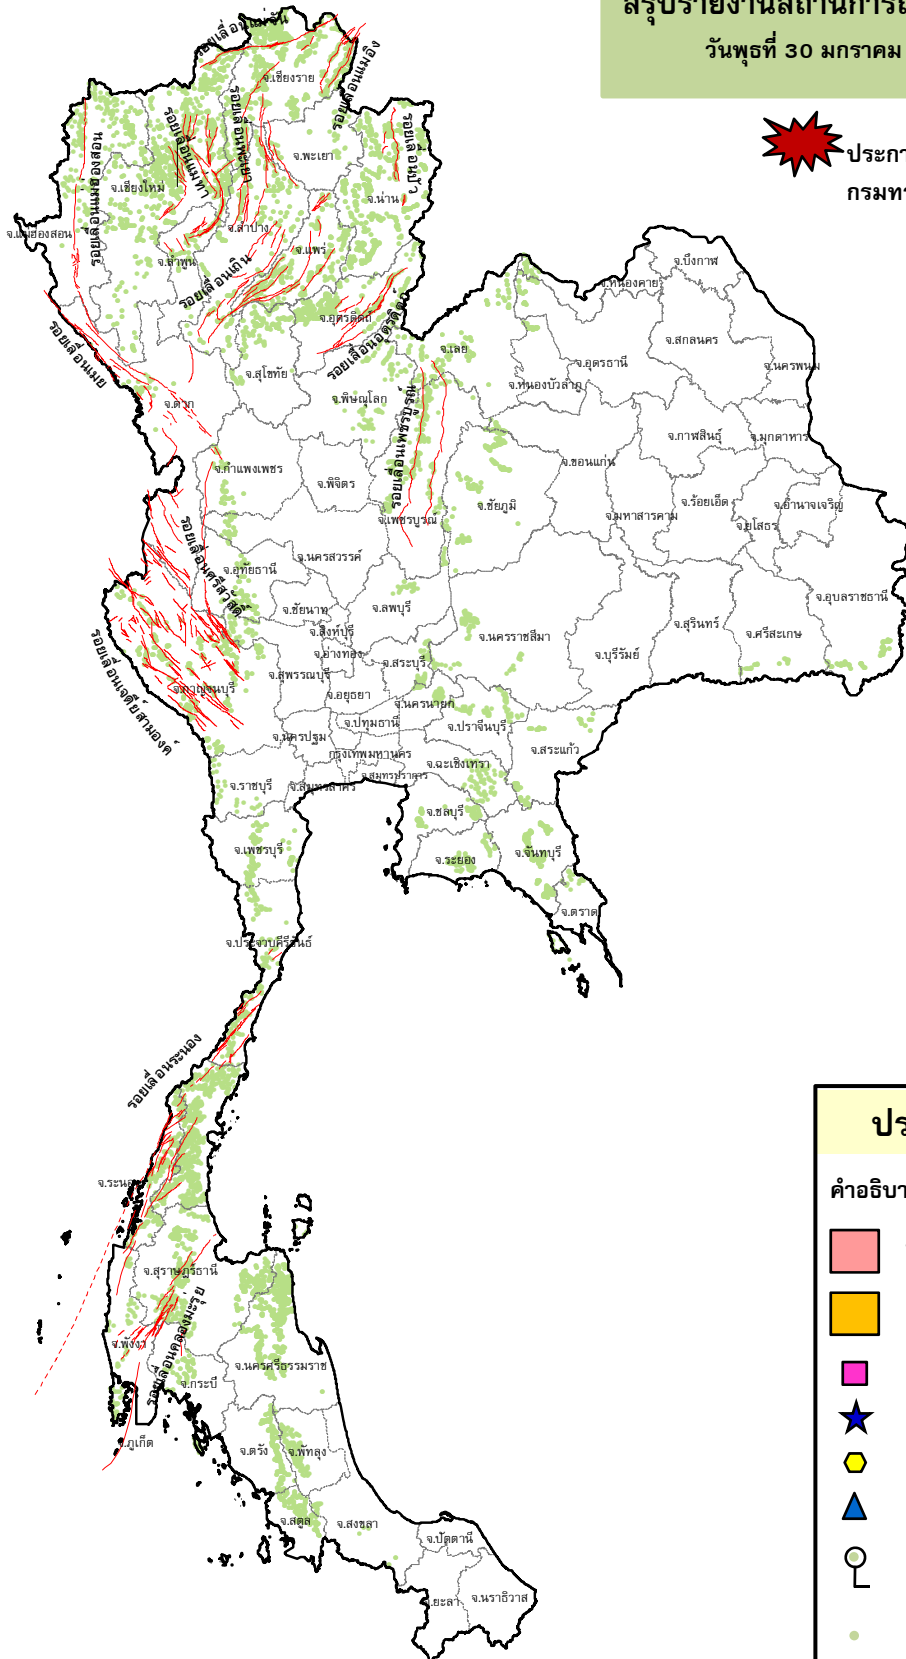 สรุปรายงานสถานการณ
วันพุธที่ 30 มกราคม
ประกา
กรมทร
รอยเลื่อนแม่จัน
รอยเลื่อนแม่อิง
จ.เชียงราย
รอยเลื่อนแม่ฮ่องสอน
รอยเลื่อนแม่ทา
รอยเลื่อนพะเยา
รอยเลื่อนปัว
จ.พะเยา
จ.เชียงใหม่
จ.น่าน
จ.แม่ฮ่องสอน
จ.ลำปาง
จ.แพร่
จ.ลำพูน
รอยเลื่อนเถิน
จ.บึงกาฬ
จ.หนองคาย
จ.อุตรดิตถ์
รอยเลื่อนอุตรดิตถ์
รอยเลื่อนเมย
จ.เลย
จ.สกลนคร
จ.อุดรธานี
จ.นครพนม
จ.สุโขทัย
จ.หนองบัวลำภู
จ.ตาก
จ.พิษณุโลก
รอยเลื่อนเพชรบูรณ์
จ.กาฬสินธุ์
จ.มุกดาหาร
จ.กำแพงเพชร
จ.พิจิตร
จ.ขอนแก่น
จ.เพชรบูรณ์
จ.ชัยภูมิ
จ.มหาสารคาม
จ.ร้อยเอ็ด
จ.ยโสธร
จ.อำนาจเจริญ
รอยเลื่อนศรีสวัสดิ์
จ.นครสวรรค์
จ.อุทัยธานี
จ.ชัยนาท
จ.ลพบุรี
จ.อุบลราชธานี
จ.สิงห์บุรี
จ.นครราชสีมา
จ.สุรินทร์
จ.ศรีสะเกษ
จ.บุรีรัมย์
จ.อ่างทอง
จ.สระบุรี
จ.สุพรรณบุรี
จ.กาญจนบุรี
จ.อยุธยา
จ.นครนายก
รอยเลื่อนเจดีย์สามองค์
จ.ปทุมธานี
จ.ปราจีนบุรี
จ.นครปฐม
จ.สระแก้ว
กรุงเทพมหานคร
จ.ฉะเชิงเทรา
จ.สมุทรปราการ
จ.ราชบุรี
จ.สมุทรสาคร
จ.ชลบุรี
จ.เพชรบุรี
จ.ระยอง
จ.จันทบุรี
จ.ตราด
จ.ประจวบคีรีขันธ์
รอยเลื่อนระนอง
จ.ระนอง
จ.สุราษฎร์ธานี
รอยเลื่อนคลองมะรุ่ย
จ.พังงา
จ.นครศรีธรรมราช
จ.กระบี่
จ.ภูเก็ต
จ.ตรัง
จ.พัทลุง
จ.สตูล
จ.สงขลา
จ.ปัตตานี
จ.ยะลา
จ.นราธิวาส
ปร
คำอธิบา